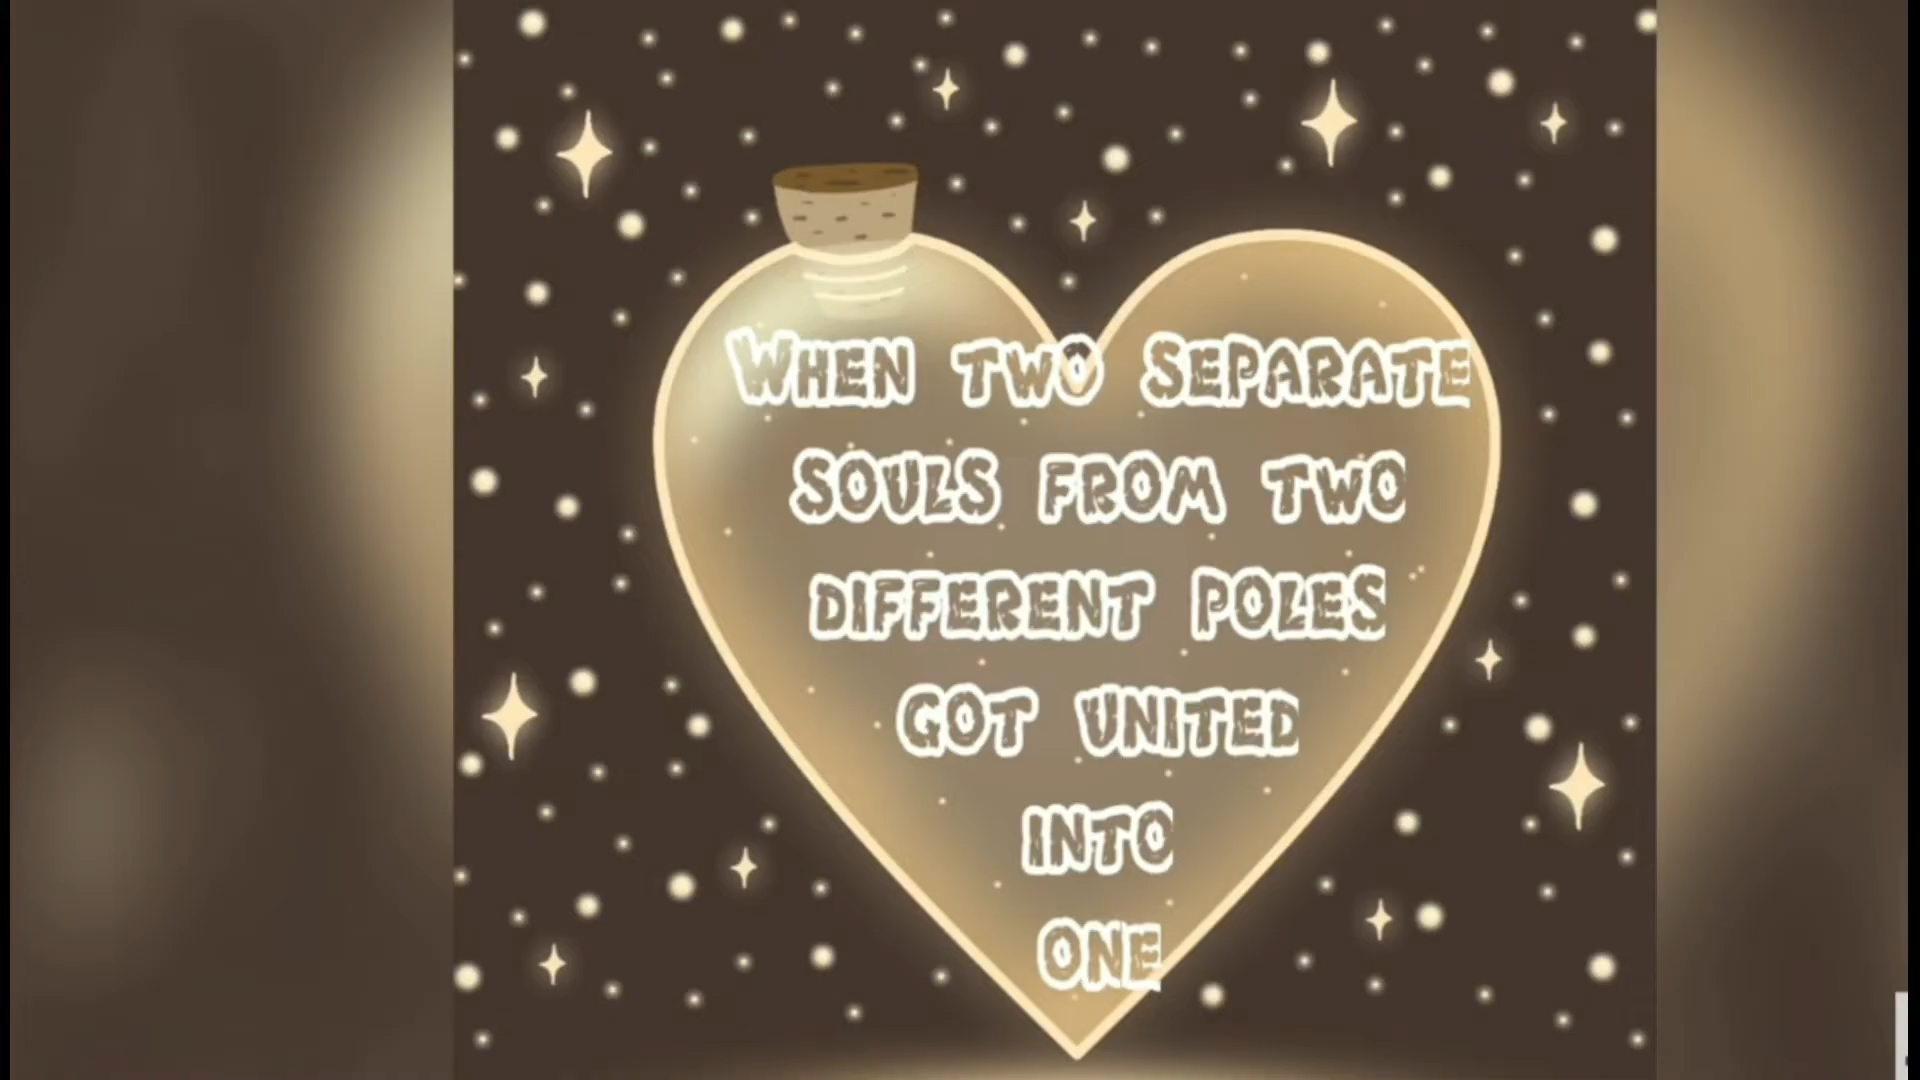 WHEN TWO SEPARATE
SOULS FROM TWO
DIFFERENT POLES
GOT UNITED
INTO
ONE